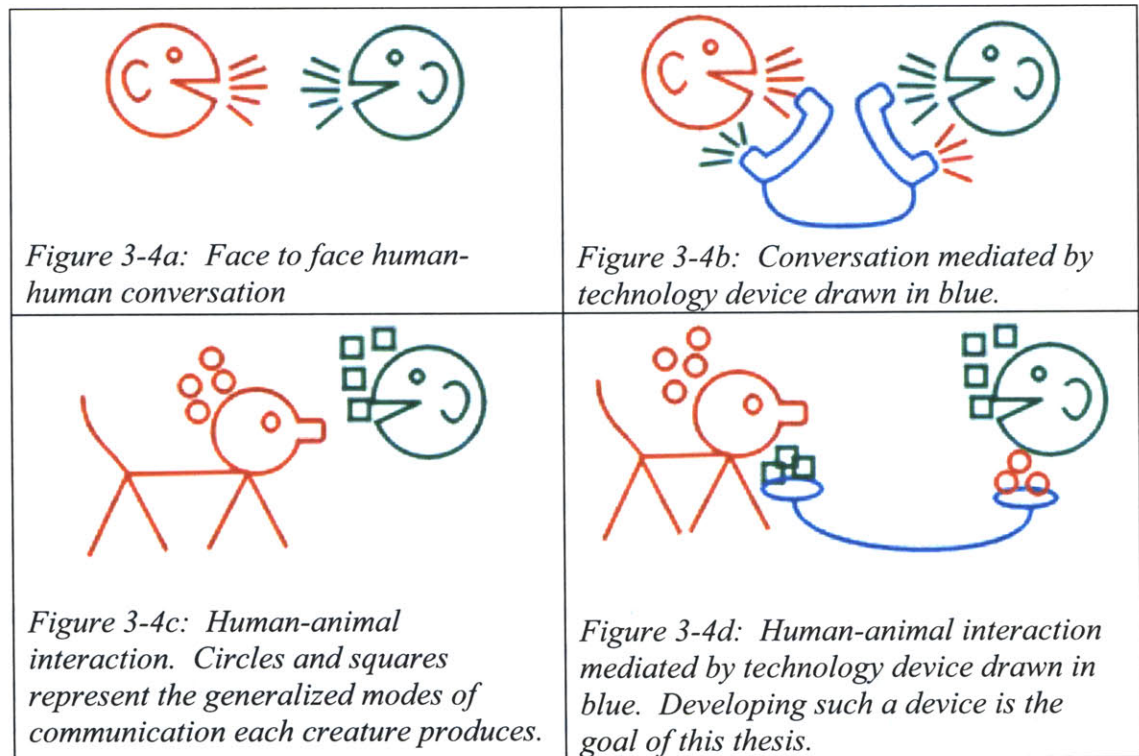 Figure 3-4a: Face to face human-
human conversation
Figure 3-4b: Conversation mediated by
technology device drawn in blue.
Figure 3-4c: Human-animal
interaction. Circles and squares
represent the generalized modes of
communication each creature produces.
Figure 3-4d: Human-animal interaction
mediated by technology device drawn in
blue. Developing such a device is the
goal of this thesis.